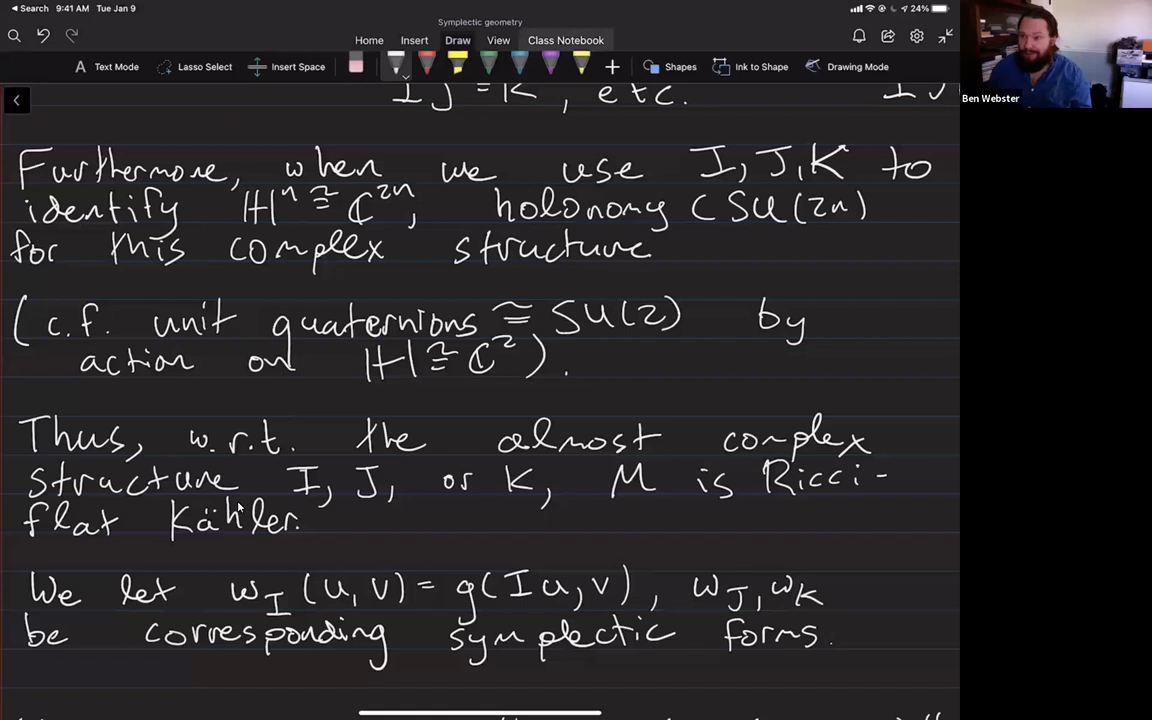 Search 9:41 AM Tue Jan 9
Symplectic geometry
24%
Home Insert Draw View Class Notebook
Text Mode Lasso Select Insert Space Shapes Ink to Shape Drawing Mode
Ben Webster
IJ = K, etc.
Furthermore, when we use I, J, K to
identify ℍⁿ ≅ ℂ²ⁿ, holonomy ⊂ SU(2n)
for this complex structure
(c.f. unit quaternions ≅ SU(2) by
action on ℍ ≅ ℂ²).
Thus, w.r.t. the almost complex
structure I, J, or K, M is Ricci-
flat Kähler.
We let ω_I(u, v) = g(Iu, v), ω_J, ω_K
be corresponding symplectic forms.